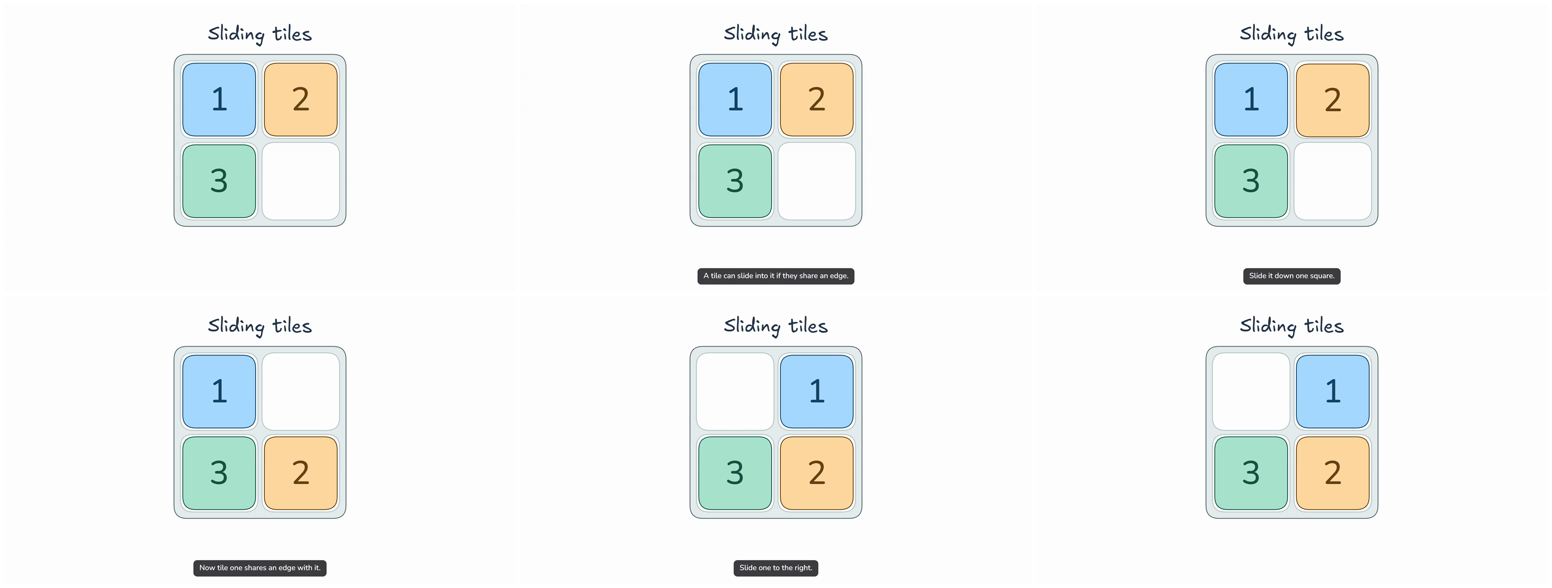 Sliding tiles
1 2
3
Sliding tiles
1 2
3
A tile can slide into it if they share an edge.
Sliding tiles
1 2
3
Slide it down one square.
Sliding tiles
1
3 2
Now tile one shares an edge with it.
Sliding tiles
1
3 2
Slide one to the right.
Sliding tiles
1
3 2